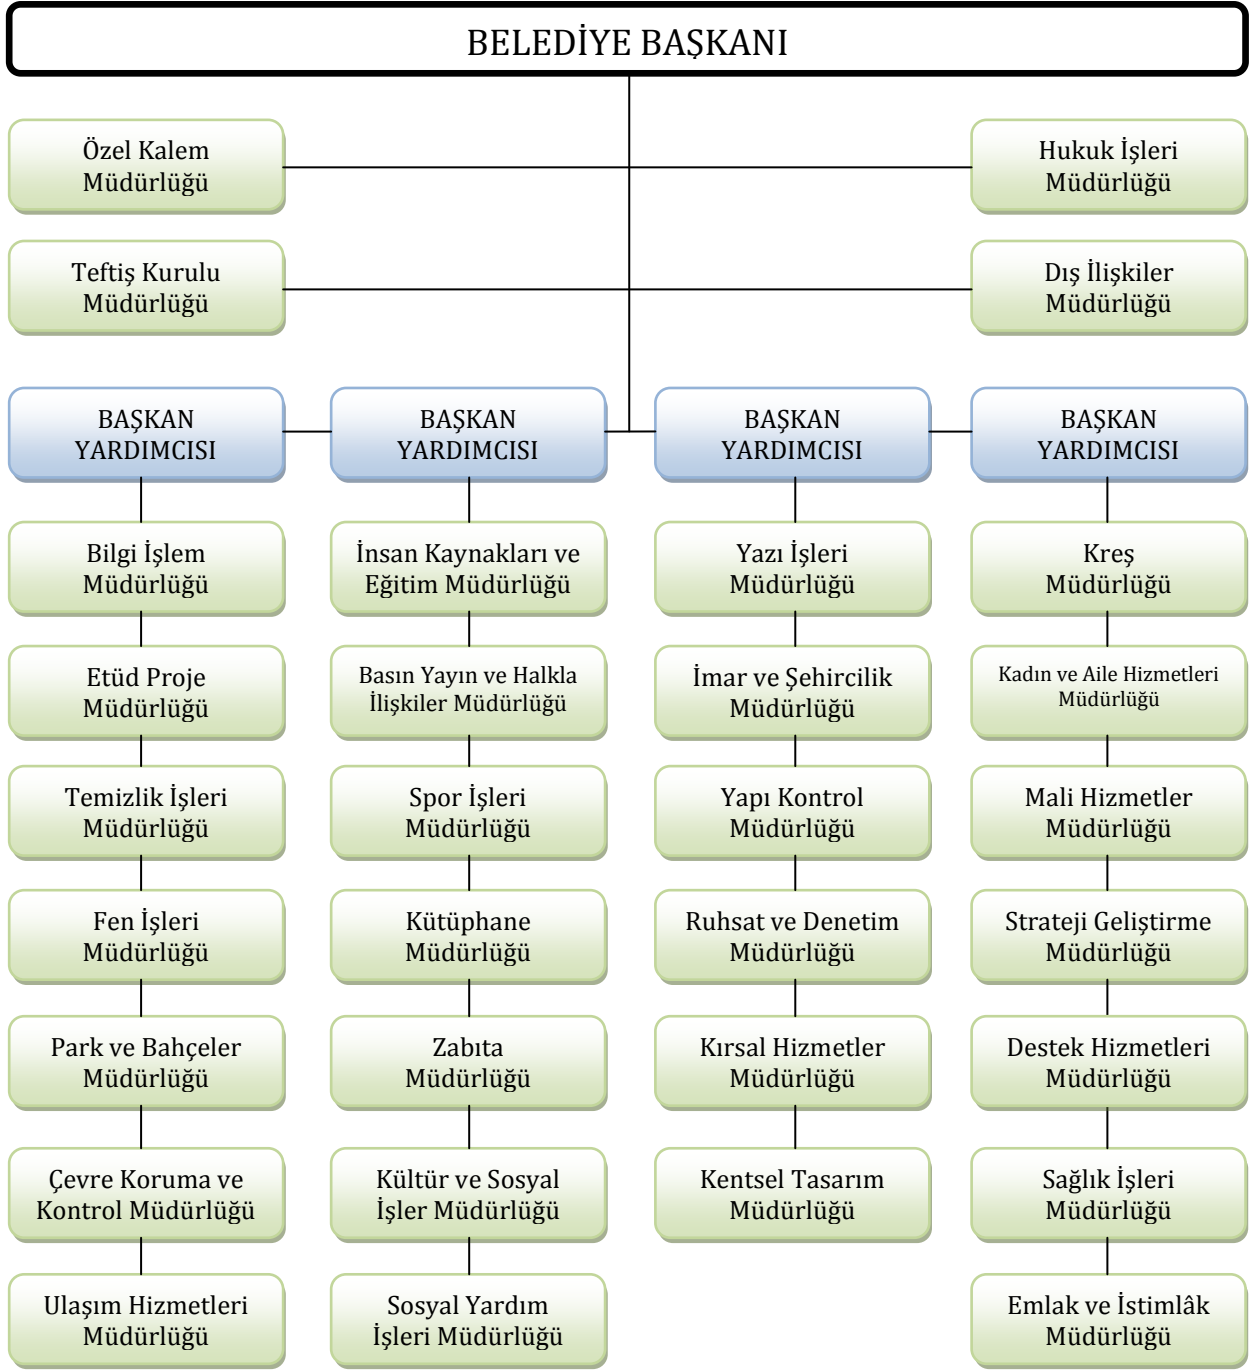 BELEDİYE BAŞKANI
Özel Kalem
Müdürlüğü
Hukuk İşleri
Müdürlüğü
Teftiş Kurulu
Müdürlüğü
Dış İlişkiler
Müdürlüğü
BAŞKAN
YARDIMCISI
BAŞKAN
YARDIMCISI
BAŞKAN
YARDIMCISI
BAŞKAN
YARDIMCISI
Bilgi İşlem
Müdürlüğü
İnsan Kaynakları ve
Eğitim Müdürlüğü
Yazı İşleri
Müdürlüğü
Kreş
Müdürlüğü
Etüd Proje
Müdürlüğü
Basın Yayın ve Halkla
İlişkiler Müdürlüğü
İmar ve Şehircilik
Müdürlüğü
Kadın ve Aile Hizmetleri
Müdürlüğü
Temizlik İşleri
Müdürlüğü
Spor İşleri
Müdürlüğü
Yapı Kontrol
Müdürlüğü
Mali Hizmetler
Müdürlüğü
Fen İşleri
Müdürlüğü
Kütüphane
Müdürlüğü
Ruhsat ve Denetim
Müdürlüğü
Strateji Geliştirme
Müdürlüğü
Park ve Bahçeler
Müdürlüğü
Zabıta
Müdürlüğü
Kırsal Hizmetler
Müdürlüğü
Destek Hizmetleri
Müdürlüğü
Çevre Koruma ve
Kontrol Müdürlüğü
Kültür ve Sosyal
İşler Müdürlüğü
Kentsel Tasarım
Müdürlüğü
Sağlık İşleri
Müdürlüğü
Ulaşım Hizmetleri
Müdürlüğü
Sosyal Yardım
İşleri Müdürlüğü
Emlak ve İstimlâk
Müdürlüğü